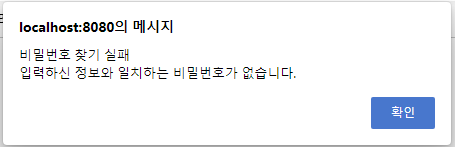 localhost:8080의 메시지
비밀번호 찾기 실패
입력하신 정보와 일치하는 비밀번호가 없습니다.
확인